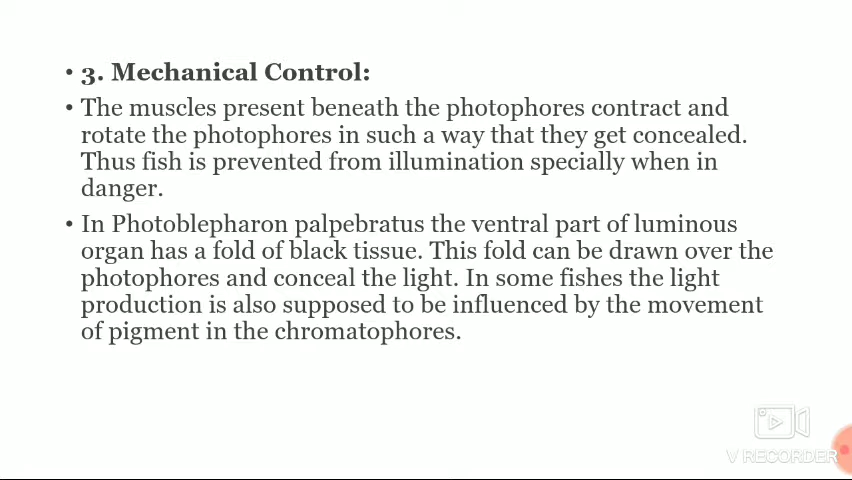 • 3. Mechanical Control:
• The muscles present beneath the photophores contract and
rotate the photophores in such a way that they get concealed.
Thus fish is prevented from illumination specially when in
danger.
• In Photoblepharon palpebratus the ventral part of luminous
organ has a fold of black tissue. This fold can be drawn over the
photophores and conceal the light. In some fishes the light
production is also supposed to be influenced by the movement
of pigment in the chromatophores.
V RECORDER